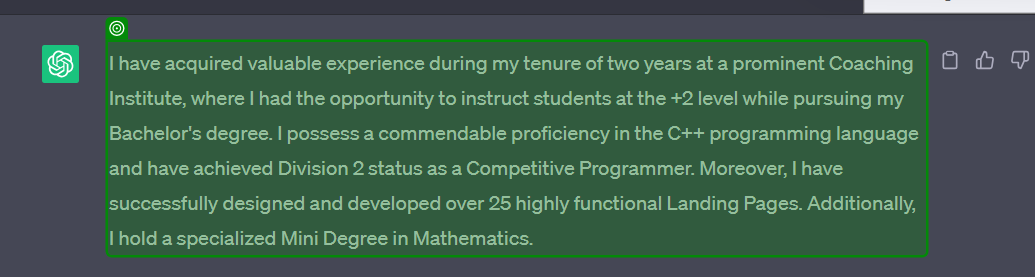 I have acquired valuable experience during my tenure of two years at a prominent Coaching
Institute, where I had the opportunity to instruct students at the +2 level while pursuing my
Bachelor's degree. I possess a commendable proficiency in the C++ programming language
and have achieved Division 2 status as a Competitive Programmer. Moreover, I have
successfully designed and developed over 25 highly functional Landing Pages. Additionally,
I hold a specialized Mini Degree in Mathematics.